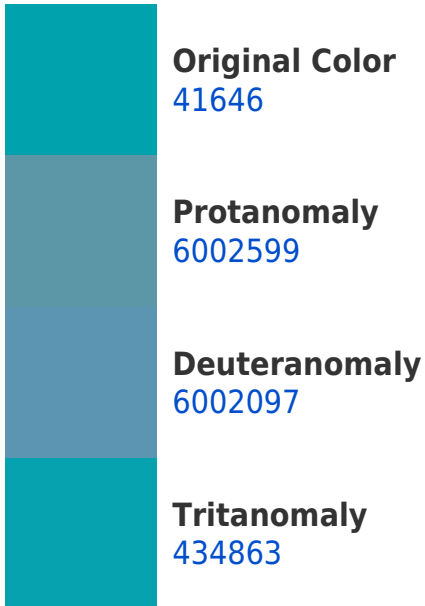 Original Color
41646
Protanomaly
6002599
Deuteranomaly
6002097
Tritanomaly
434863